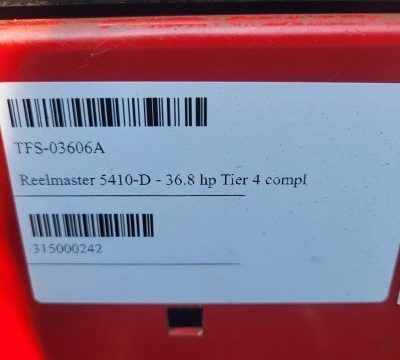 TFS-03606A
Reelmaster 5410-D - 36.8 hp Tier 4 compl
315000242